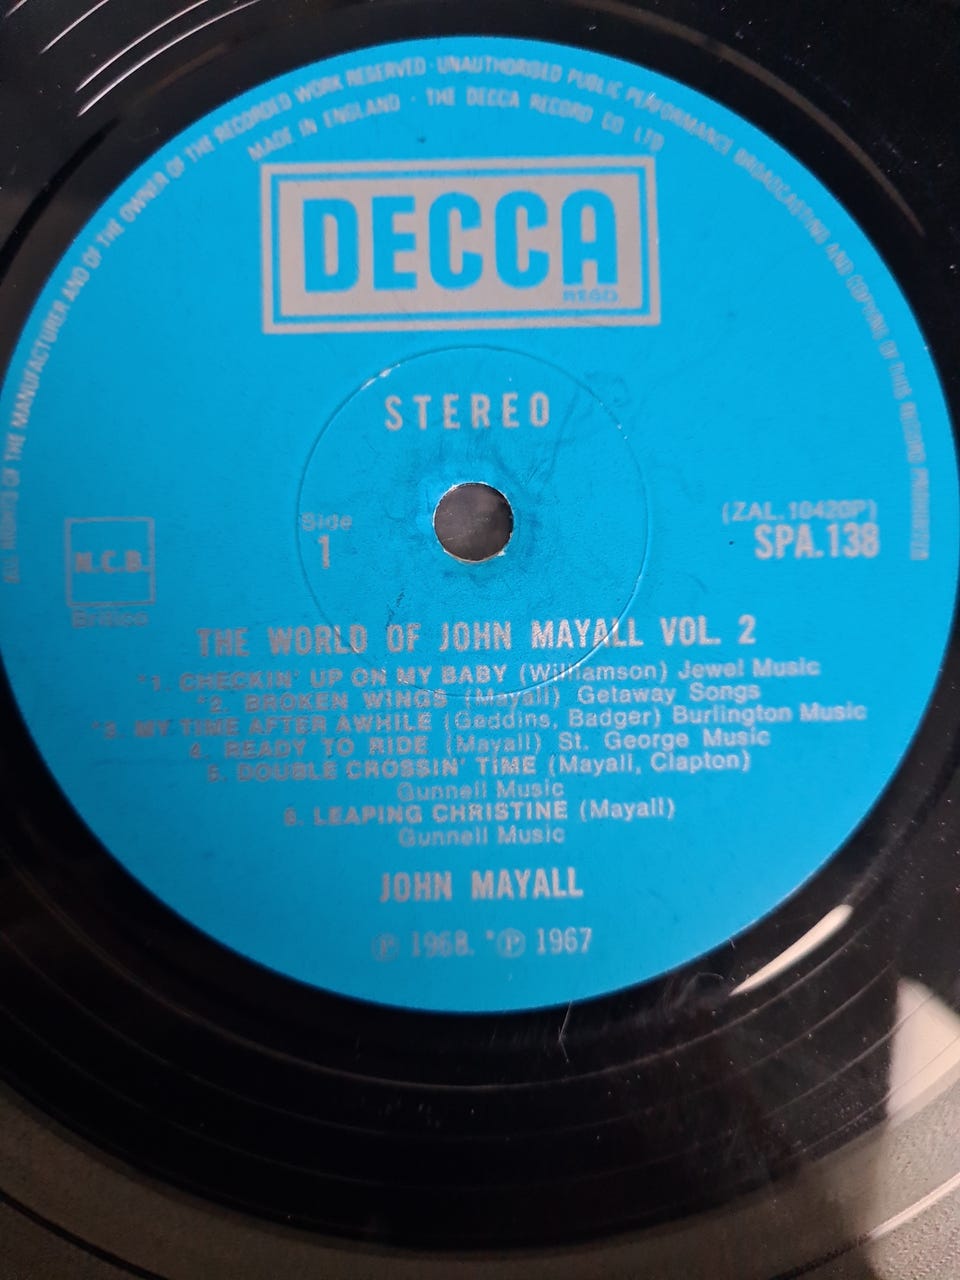 ALL RIGHTS OF THE MANUFACTURER AND OF THE OWNER OF THE RECORDED WORK RESERVED · UNAUTHORISED PUBLIC PERFORMANCE BROADCASTING AND COPYING OF THIS RECORD PROHIBITED
MADE IN ENGLAND · THE DECCA RECORD CO LTD
DECCA
REGD.
STEREO
Side
1
(ZAL.10420P)
SPA.138
N.C.B.
THE WORLD OF JOHN MAYALL VOL. 2
*1. CHECKIN' UP ON MY BABY (Williamson) Jewel Music
*2. BROKEN WINGS (Mayall) Getaway Songs
*3. MY TIME AFTER AWHILE (Geddins, Badger) Burlington Music
4. READY TO RIDE (Mayall) St. George Music
5. DOUBLE CROSSIN' TIME (Mayall, Clapton)
Gunnell Music
6. LEAPING CHRISTINE (Mayall)
Gunnell Music
JOHN MAYALL
℗ 1968. *℗ 1967